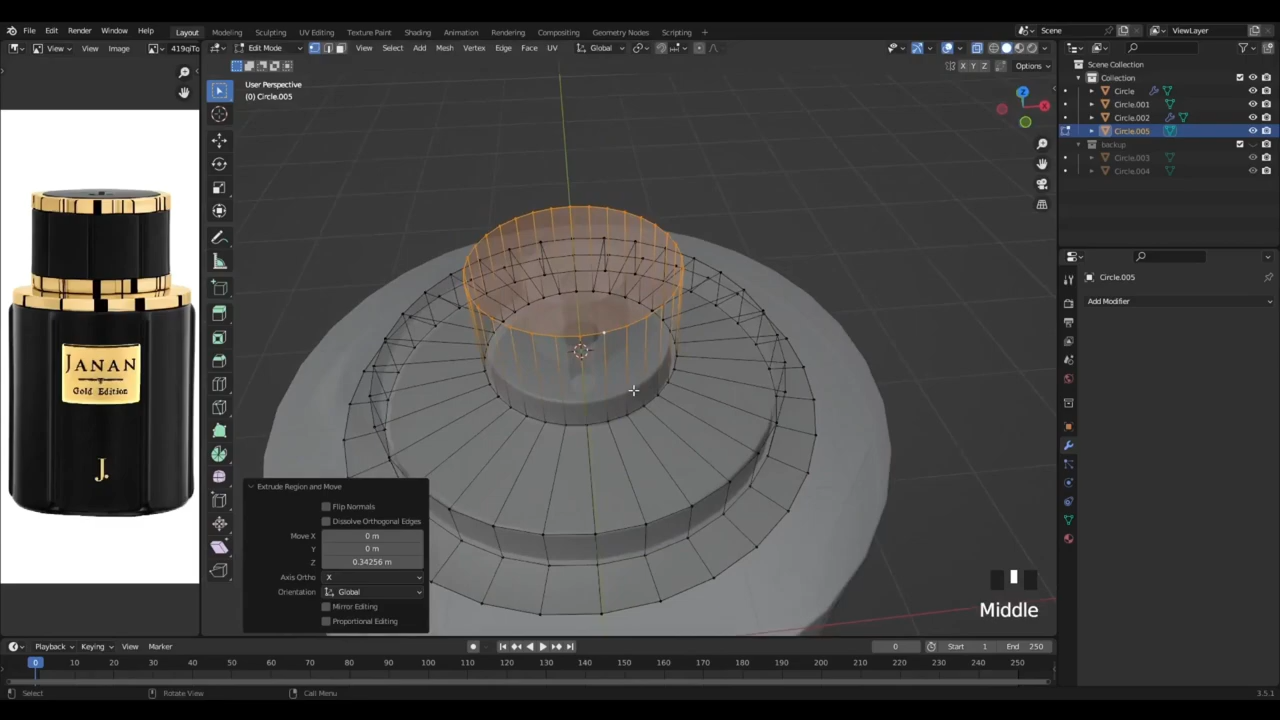 File Edit Render Window Help Layout Modeling Sculpting UV Editing Texture Paint Shading Animation Rendering Compositing Geometry Nodes Scripting Scene ViewLayer
View View Image 419qiTo Edit Mode View Select Add Mesh Vertex Edge Face UV Global
X Y Z Options
User Perspective
(0) Circle.005
Scene Collection
Collection
Circle
Circle.001
Circle.002
Circle.005
backup
Circle.003
Circle.004
Z
X
Circle.005
Add Modifier
JANAN
Gold Edition
J.
Extrude Region and Move
Flip Normals
Dissolve Orthogonal Edges
Move X 0 m
Y 0 m
Z 0.34256 m
Axis Ortho X
Orientation Global
Mirror Editing
Proportional Editing
Middle
Playback Keying View Marker 0 Start 1 End 250
0 10 20 30 40 50 60 70 80 90 100 110 120 130 140 150 160 170 180 190 200 210 220 230 240 250
Select Rotate View Call Menu 3.5.1